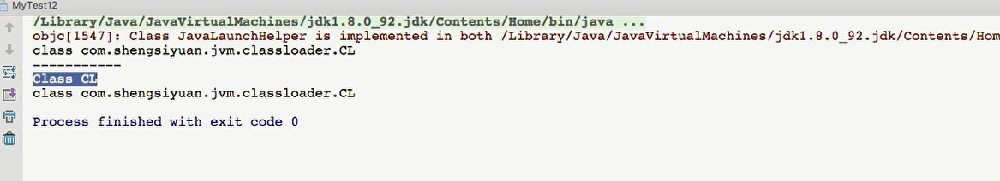 MyTest12
/Library/Java/JavaVirtualMachines/jdk1.8.0_92.jdk/Contents/Home/bin/java ...
objc[1547]: Class JavaLaunchHelper is implemented in both /Library/Java/JavaVirtualMachines/jdk1.8.0_92.jdk/Contents/Hom
class com.shengsiyuan.jvm.classloader.CL
-----------
Class CL
class com.shengsiyuan.jvm.classloader.CL
Process finished with exit code 0